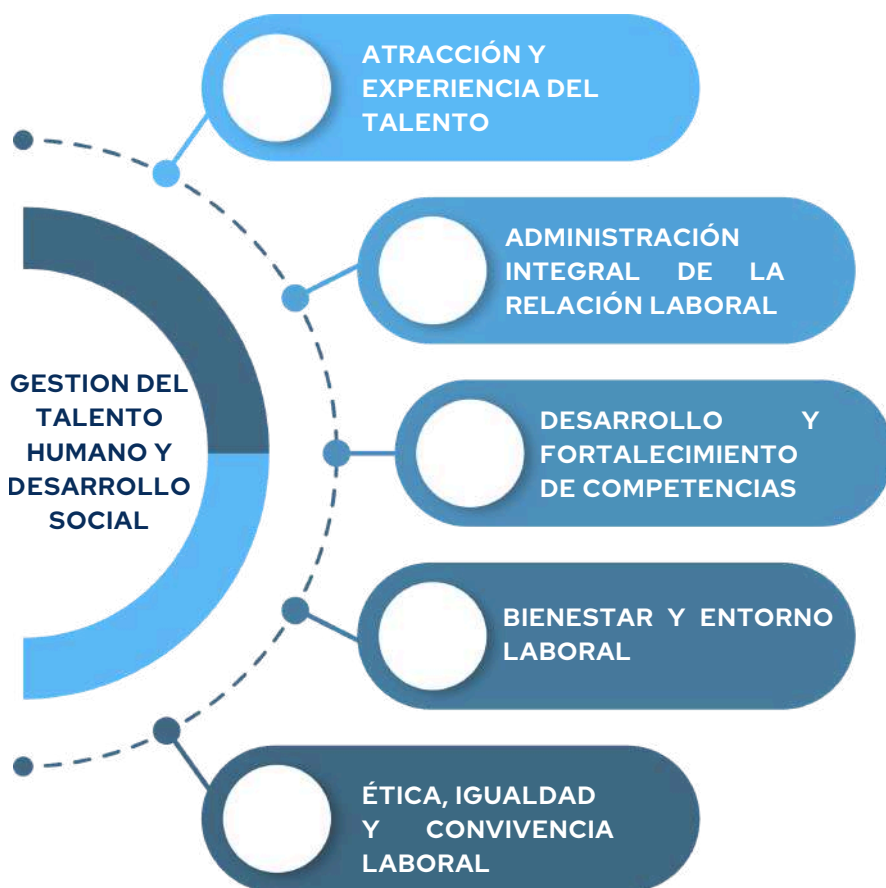 ATRACCIÓN Y
EXPERIENCIA DEL
TALENTO
ADMINISTRACIÓN
INTEGRAL DE LA
RELACIÓN LABORAL
GESTION DEL
TALENTO
HUMANO Y
DESARROLLO
SOCIAL
DESARROLLO Y
FORTALECIMIENTO
DE COMPETENCIAS
BIENESTAR Y ENTORNO
LABORAL
ÉTICA, IGUALDAD
Y CONVIVENCIA
LABORAL